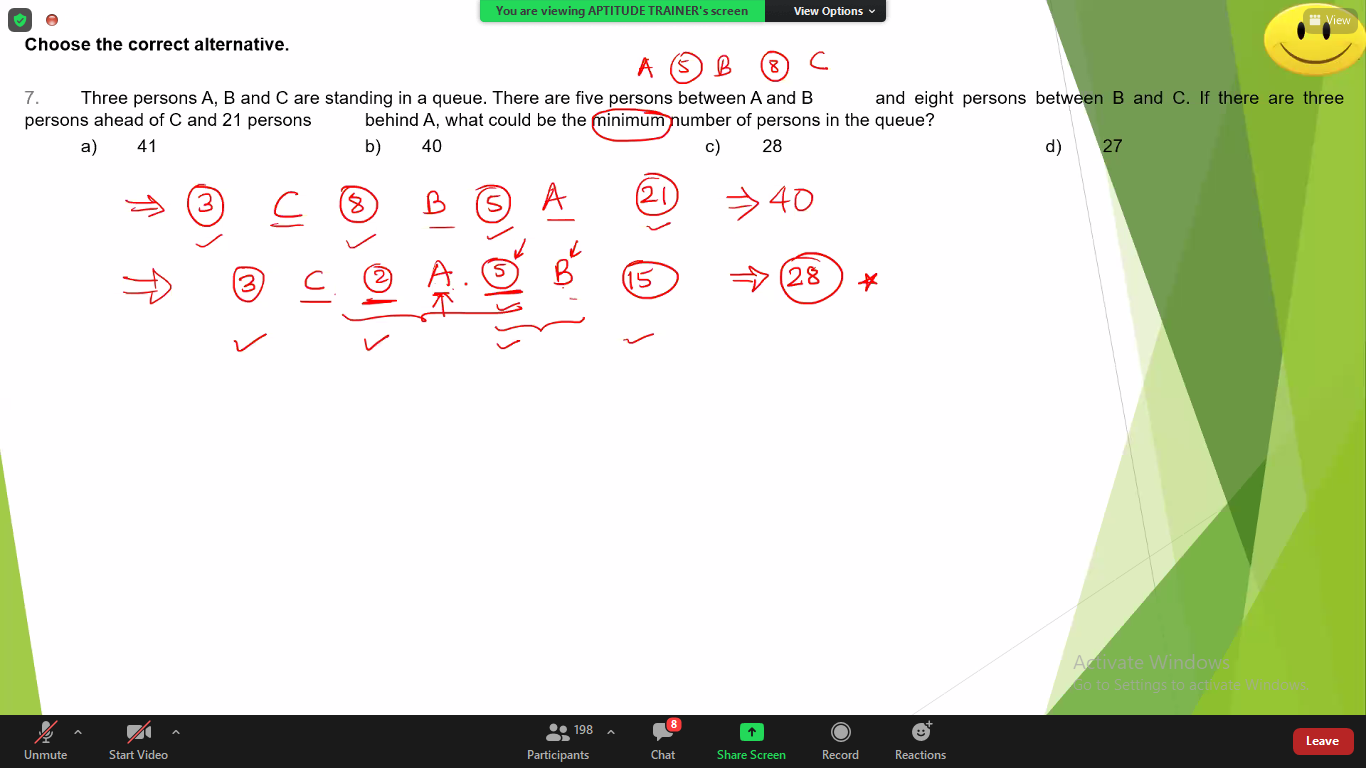 You are viewing APTITUDE TRAINER's screen View Options
View
Choose the correct alternative.
A 5 B 8 C
7. Three persons A, B and C are standing in a queue. There are five persons between A and B and eight persons between B and C. If there are three
persons ahead of C and 21 persons behind A, what could be the minimum number of persons in the queue?
a) 41 b) 40 c) 28 d) 27
⇒ 3 C 8 B 5 A 21 ⇒ 40
⇒ 3 C 2 A 5 B 15 ⇒ 28 *
Activate Windows
Go to Settings to activate Windows.
198 8
Unmute Start Video Participants Chat Share Screen Record Reactions Leave